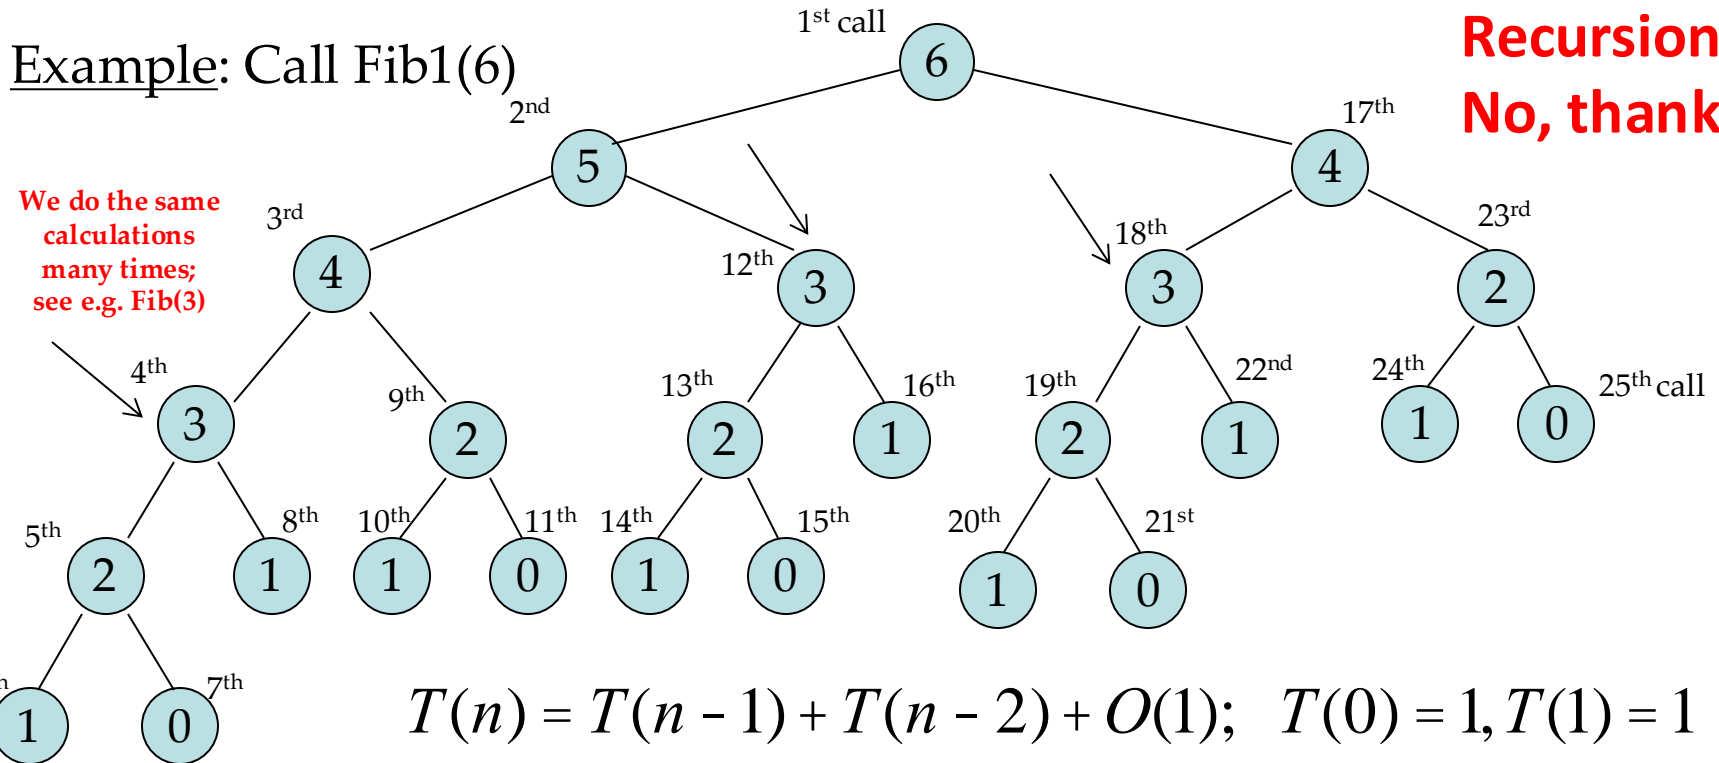 1st call
Recursion
Example: Call Fib1(6)
6
No, thank
2nd
17th
5
4
We do the same
calculations
many times;
see e.g. Fib(3)
3rd
23rd
18th
12th
4
3
3
2
4th
9th
13th
16th
19th
22nd
24th
25th call
3
2
2
1
2
1
1
0
5th
8th
10th
11th
14th
15th
20th
21st
2
1
1
0
1
0
1
0
7th
1
0
T(n) = T(n - 1) + T(n - 2) + O(1); T(0) = 1, T(1) = 1